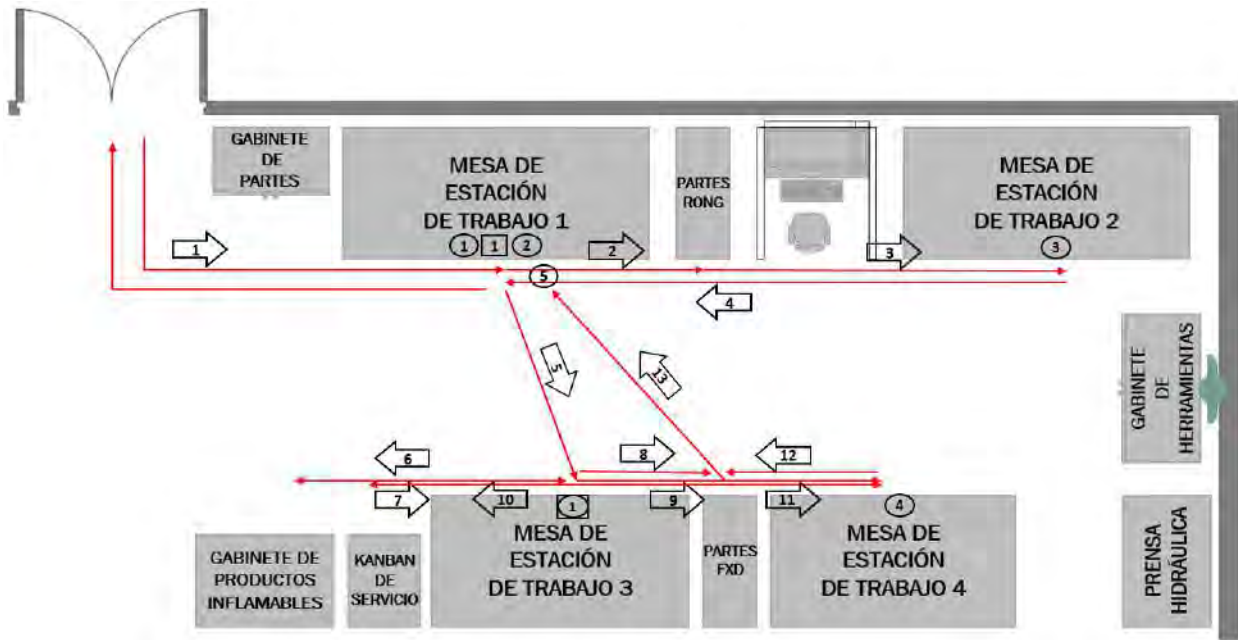 GABINETE
DE
PARTES
MESA DE
ESTACIÓN
DE TRABAJO 1
1 1 2
PARTES
RONG
MESA DE
ESTACIÓN
DE TRABAJO 2
3
1
2
3
5
4
5
13
GABINETE
DE
HERRAMIENTAS
6
8
12
7
10
9
11
1
4
GABINETE DE
PRODUCTOS
INFLAMABLES
KANBAN
DE
SERVICIO
MESA DE
ESTACIÓN
DE TRABAJO 3
PARTES
FXD
MESA DE
ESTACIÓN
DE TRABAJO 4
PRENSA
HIDRÁULICA